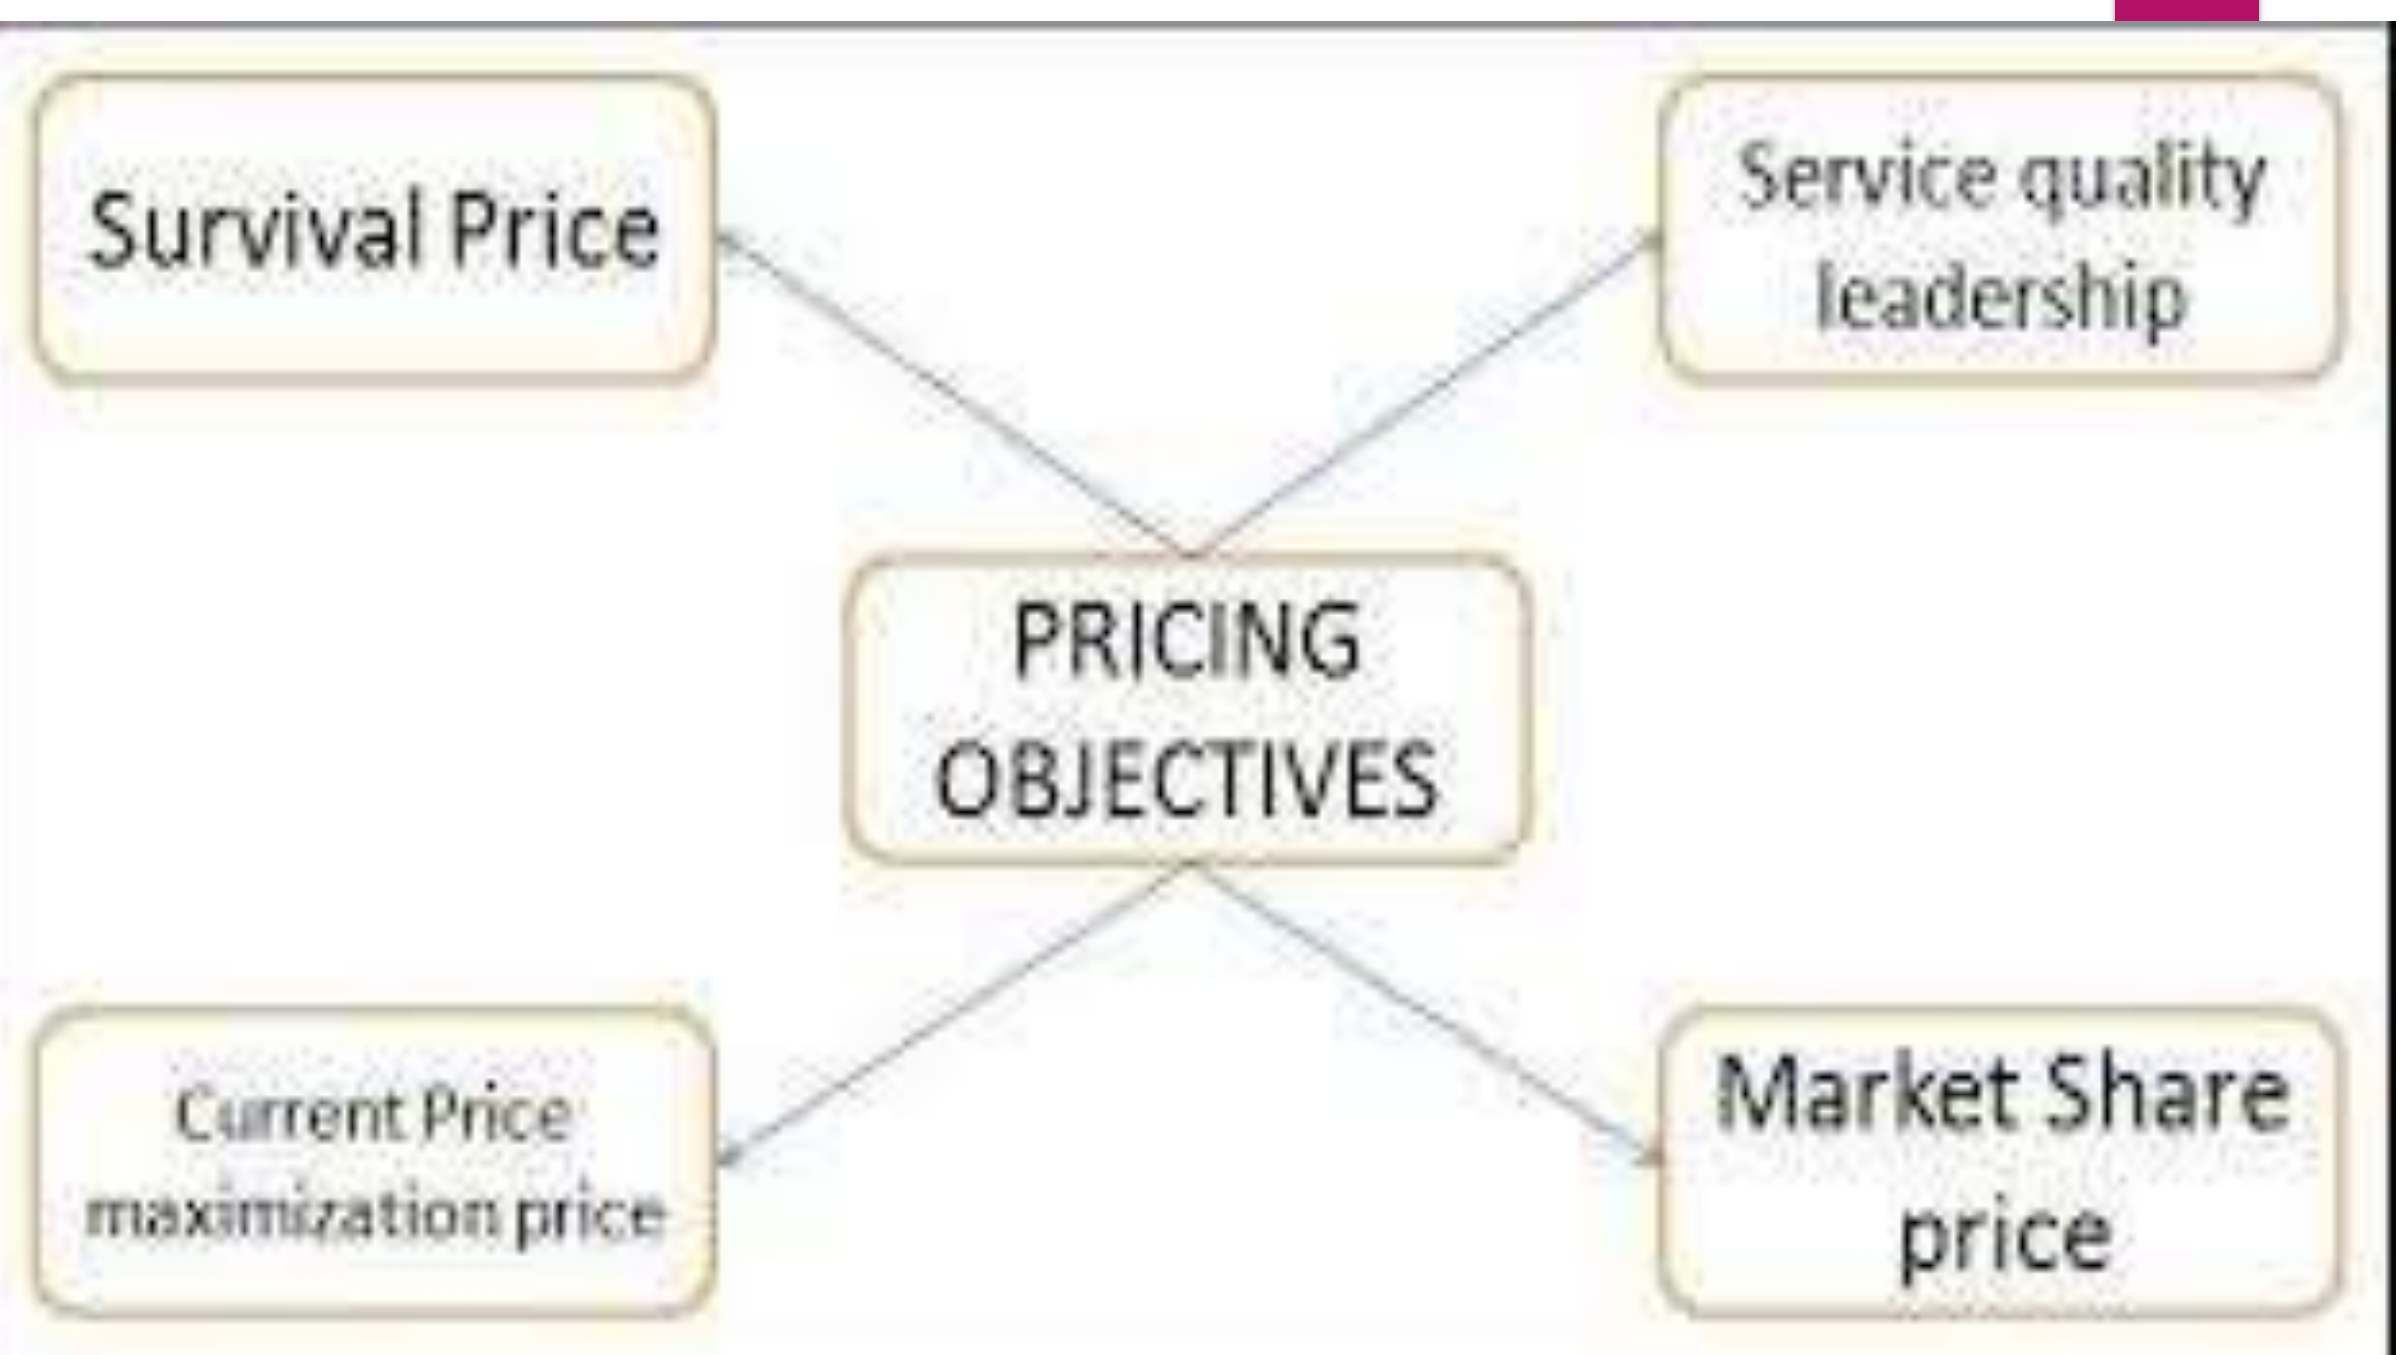 Survival Price
Service quality
leadership
PRICING
OBJECTIVES
Current Price
maximization price
Market Share
price